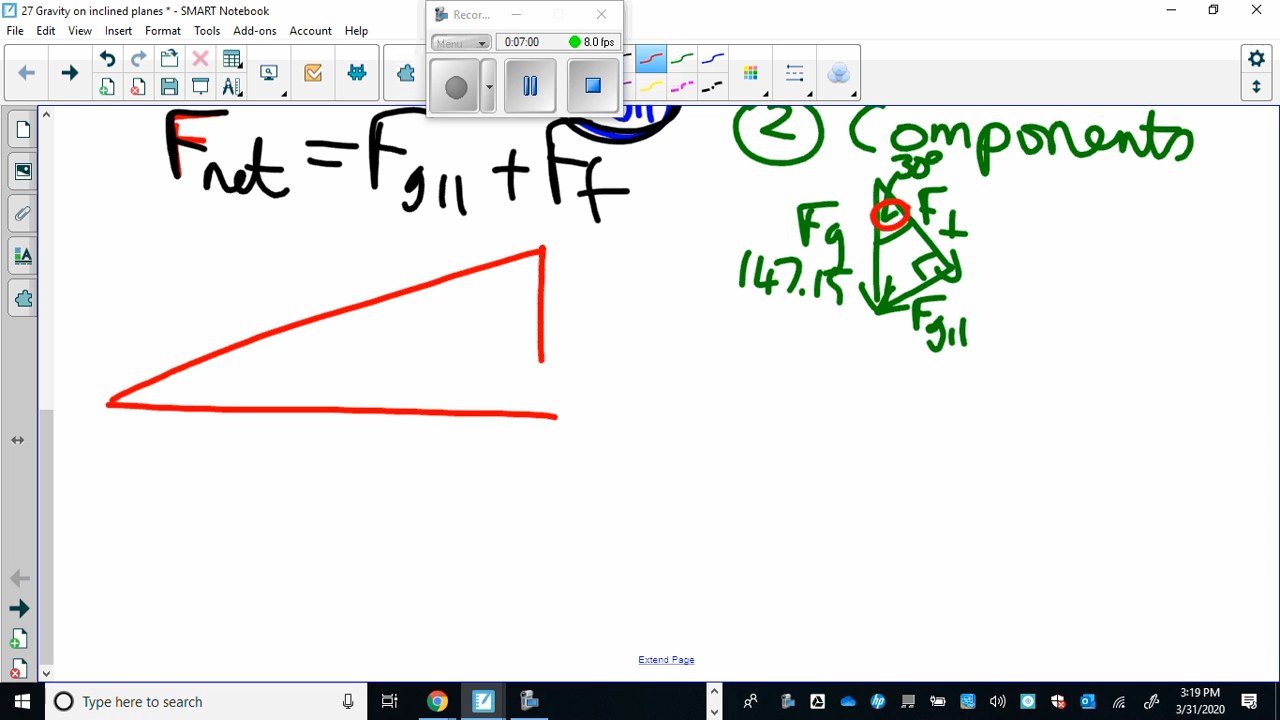 27 Gravity on inclined planes * - SMART Notebook
Recor...
File Edit View Insert Format Tools Add-ons Account Help
Menu 0:07:00 8.0 fps
Fnet = Fg|| + Ff
② Components
30°
Fg
F⊥
147.15
Fg||
Extend Page
Type here to search
3:19 PM
3/31/2020